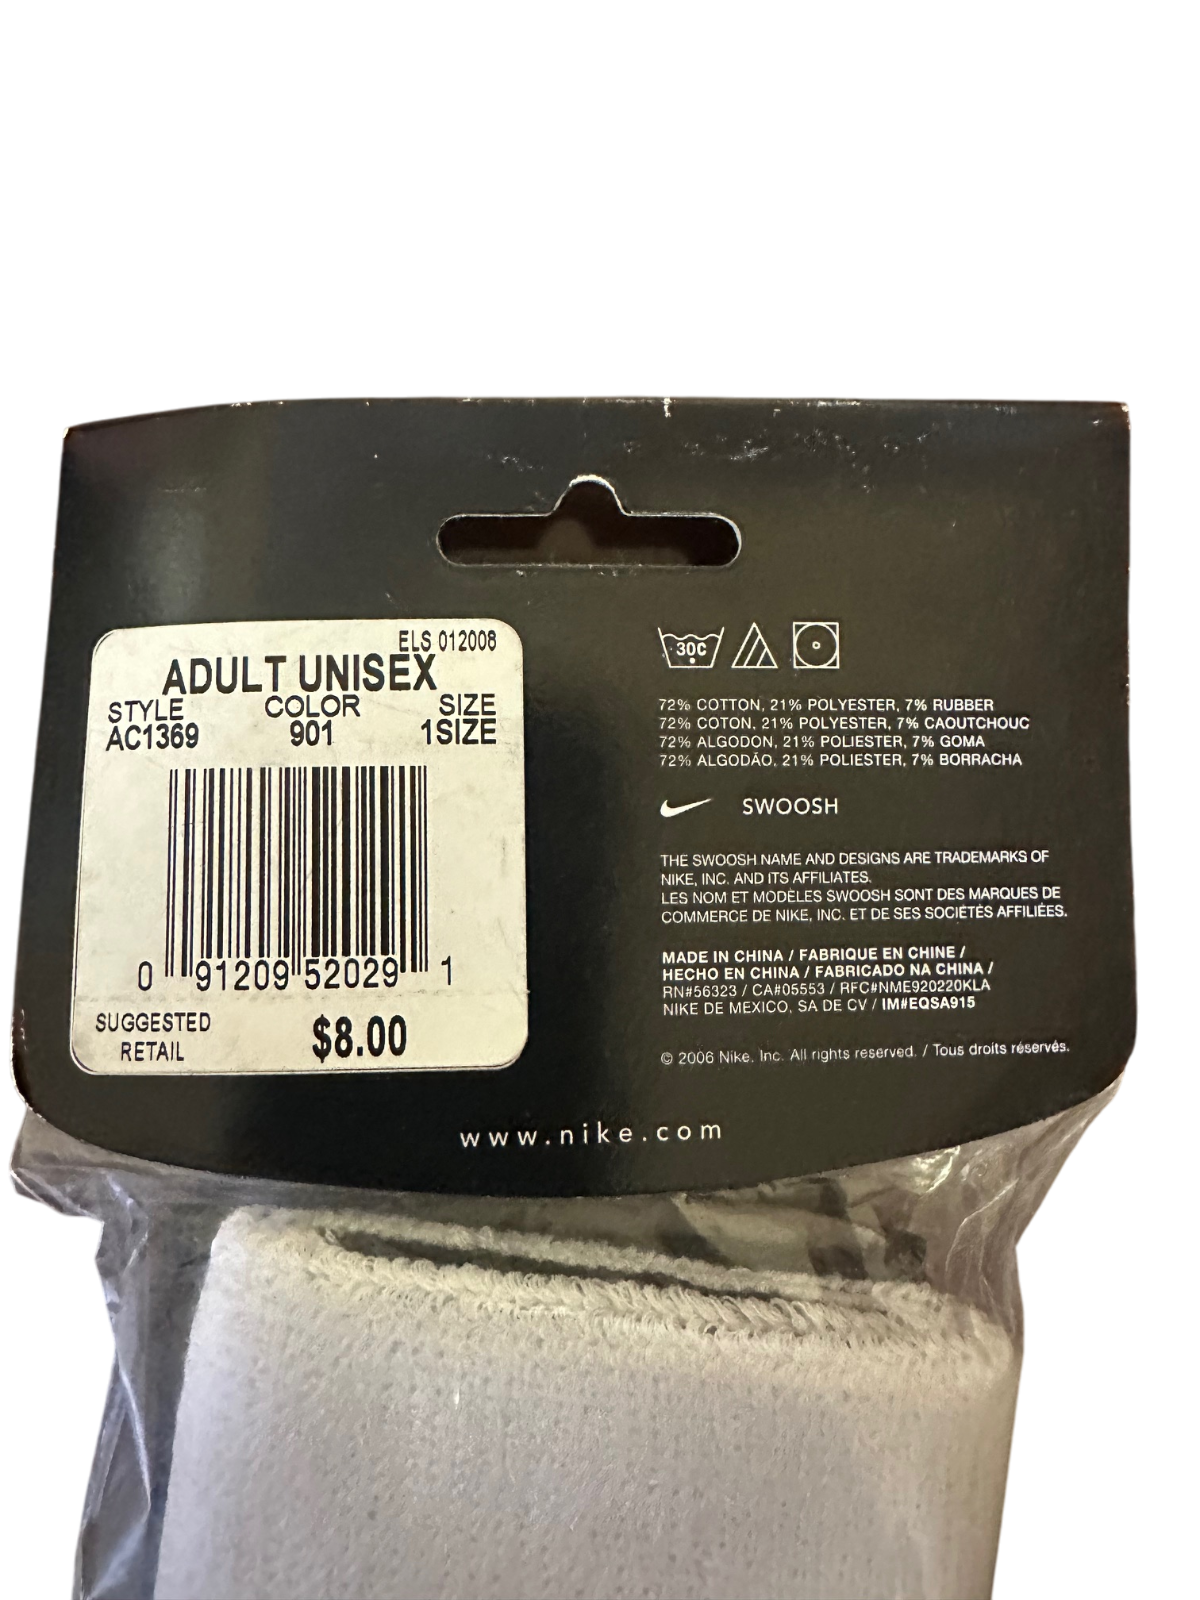 ELS 012008
ADULT UNISEX
STYLE COLOR SIZE
AC1369 901 1SIZE
0 91209 52029 1
SUGGESTED
RETAIL
$8.00
30c
72% COTTON, 21% POLYESTER, 7% RUBBER
72% COTON, 21% POLYESTER, 7% CAOUTCHOUC
72% ALGODON, 21% POLIESTER, 7% GOMA
72% ALGODÃO, 21% POLIESTER, 7% BORRACHA
SWOOSH
THE SWOOSH NAME AND DESIGNS ARE TRADEMARKS OF
NIKE, INC. AND ITS AFFILIATES.
LES NOM ET MODÈLES SWOOSH SONT DES MARQUES DE
COMMERCE DE NIKE, INC. ET DE SES SOCIÉTÉS AFFILIÉES.
MADE IN CHINA / FABRIQUE EN CHINE /
HECHO EN CHINA / FABRICADO NA CHINA /
RN#56323 / CA#05553 / RFC#NME920220KLA
NIKE DE MEXICO, SA DE CV / IM#EQSA915
© 2006 Nike, Inc. All rights reserved. / Tous droits réservés.
www.nike.com